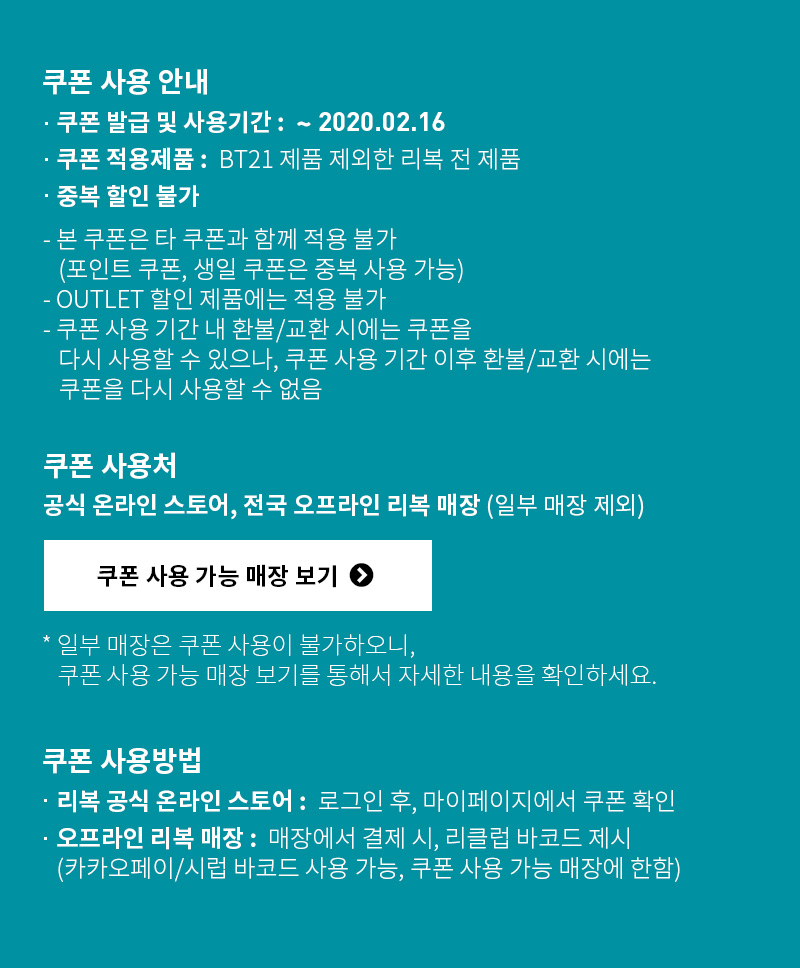 쿠폰 사용 안내
· 쿠폰 발급 및 사용기간 : ~ 2020.02.16
· 쿠폰 적용제품 : BT21 제품 제외한 리복 전 제품
· 중복 할인 불가
- 본 쿠폰은 타 쿠폰과 함께 적용 불가
(포인트 쿠폰, 생일 쿠폰은 중복 사용 가능)
- OUTLET 할인 제품에는 적용 불가
- 쿠폰 사용 기간 내 환불/교환 시에는 쿠폰을
다시 사용할 수 있으나, 쿠폰 사용 기간 이후 환불/교환 시에는
쿠폰을 다시 사용할 수 없음
쿠폰 사용처
공식 온라인 스토어, 전국 오프라인 리복 매장 (일부 매장 제외)
쿠폰 사용 가능 매장 보기
* 일부 매장은 쿠폰 사용이 불가하오니,
쿠폰 사용 가능 매장 보기를 통해서 자세한 내용을 확인하세요.
쿠폰 사용방법
· 리복 공식 온라인 스토어 : 로그인 후, 마이페이지에서 쿠폰 확인
· 오프라인 리복 매장 : 매장에서 결제 시, 리클럽 바코드 제시
(카카오페이/시럽 바코드 사용 가능, 쿠폰 사용 가능 매장에 한함)